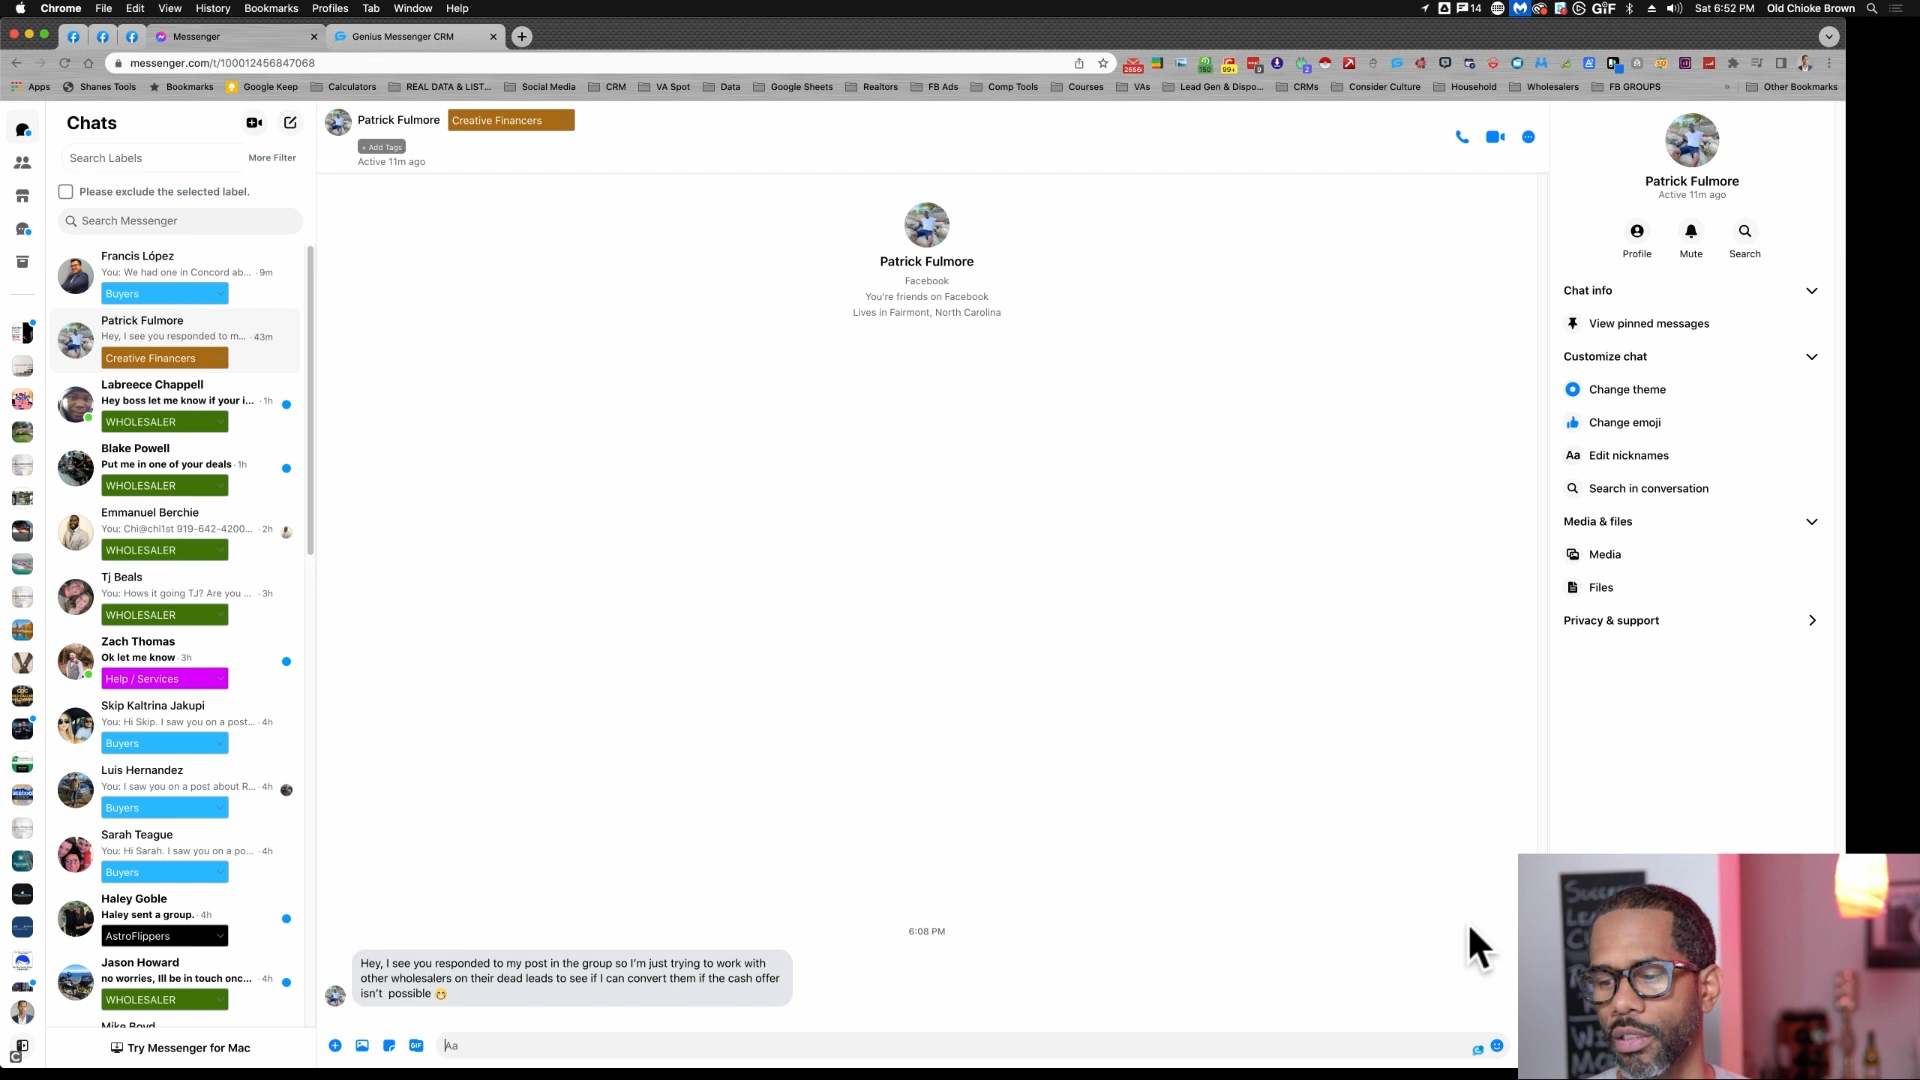 Chrome File Edit View History Bookmarks Profiles Tab Window Help
14 GiF Sat 6:52 PM Old Chioke Brown
Messenger
Genius Messenger CRM
messenger.com/t/100012456847068
Apps Shanes Tools Bookmarks Google Keep Calculators REAL DATA & LIST... Social Media CRM VA Spot Data Google Sheets Realtors FB Ads Comp Tools Courses VAs Lead Gen & Dispo... CRMs Consider Culture Household Wholesalers FB GROUPS » Other Bookmarks
Chats
Search Labels
More Filter
Please exclude the selected label.
Search Messenger
Francis López
You: We had one in Concord ab... · 9m
Buyers
Patrick Fulmore
Hey, I see you responded to m... · 43m
Creative Financers
Labreece Chappell
Hey boss let me know if your i... · 1h
WHOLESALER
Blake Powell
Put me in one of your deals · 1h
WHOLESALER
Emmanuel Berchie
You: Chi@chi1st 919-642-4200... · 2h
WHOLESALER
Tj Beals
You: Hows it going TJ? Are you ... · 3h
WHOLESALER
Zach Thomas
Ok let me know · 3h
Help / Services
Skip Kaltrina Jakupi
You: Hi Skip. I saw you on a post... · 4h
Buyers
Luis Hernandez
You: I saw you on a post about R... · 4h
Buyers
Sarah Teague
You: Hi Sarah. I saw you on a po... · 4h
Buyers
Haley Goble
Haley sent a group. · 4h
AstroFlippers
Jason Howard
no worries, Ill be in touch onc... · 4h
WHOLESALER
Mike Boyd
Try Messenger for Mac
Patrick Fulmore
Creative Financers
+ Add Tags
Active 11m ago
Patrick Fulmore
Facebook
You're friends on Facebook
Lives in Fairmont, North Carolina
6:08 PM
Hey, I see you responded to my post in the group so I'm just trying to work with
other wholesalers on their dead leads to see if I can convert them if the cash offer
isn't possible 🤭
GIF
Aa
Patrick Fulmore
Active 11m ago
Profile
Mute
Search
Chat info
View pinned messages
Customize chat
Change theme
Change emoji
Aa Edit nicknames
Search in conversation
Media & files
Media
Files
Privacy & support